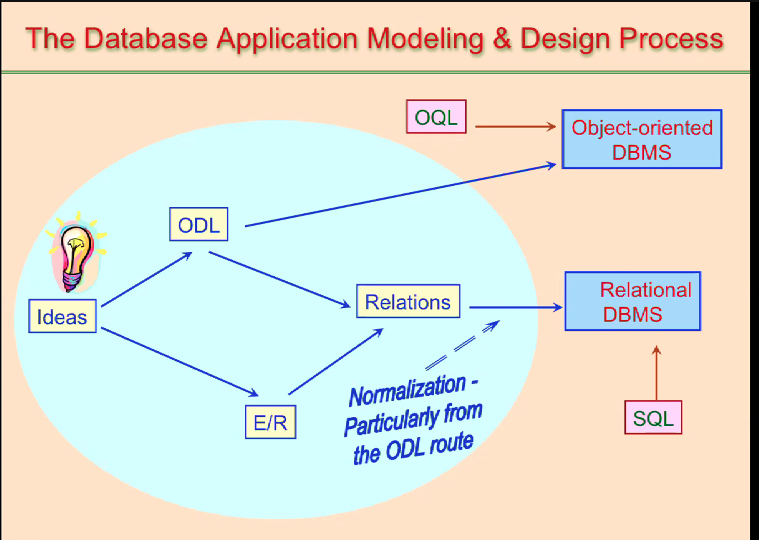 The Database Application Modeling & Design Process
OQL
Object-oriented
DBMS
ODL
Ideas
Relations
Relational
DBMS
E/R
Normalization -
Particularly from
the ODL route
SQL